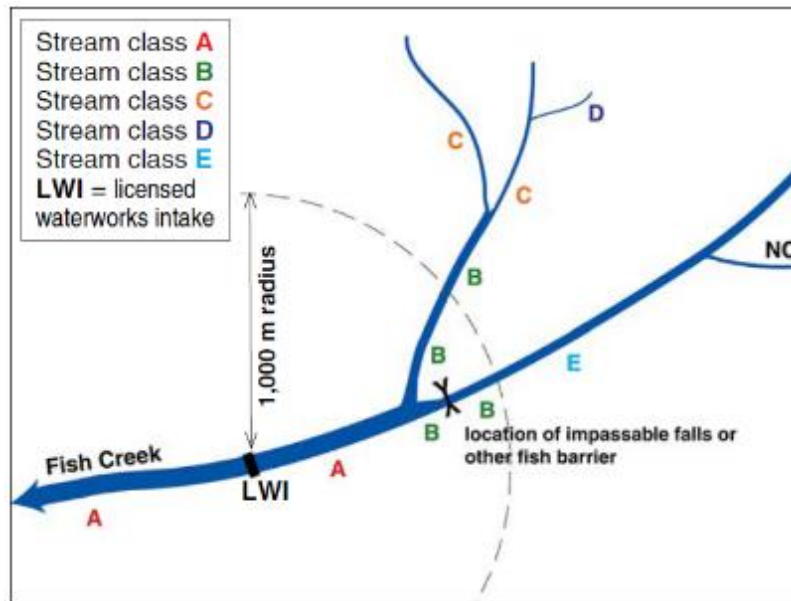 Stream class A
Stream class B
Stream class C
Stream class D
Stream class E
LWI = licensed
waterworks intake
D
C
C
1,000 m radius
B
B
E
B
B
location of impassable falls or
other fish barrier
Fish Creek
LWI
A
A